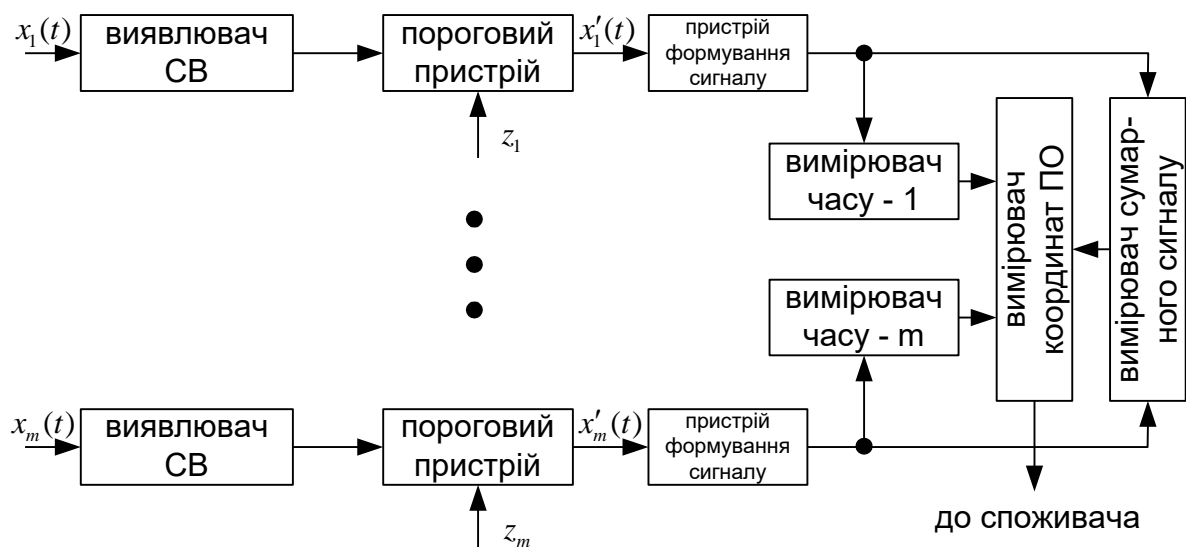 x₁(t)
виявлювач
СВ
пороговий
пристрій
x′₁(t)
пристрій
формування
сигналу
z₁
вимірювач
часу - 1
вимірювач
координат ПО
вимірювач сумар-
ного сигналу
вимірювач
часу - m
xₘ(t)
виявлювач
СВ
пороговий
пристрій
x′ₘ(t)
пристрій
формування
сигналу
zₘ
до споживача